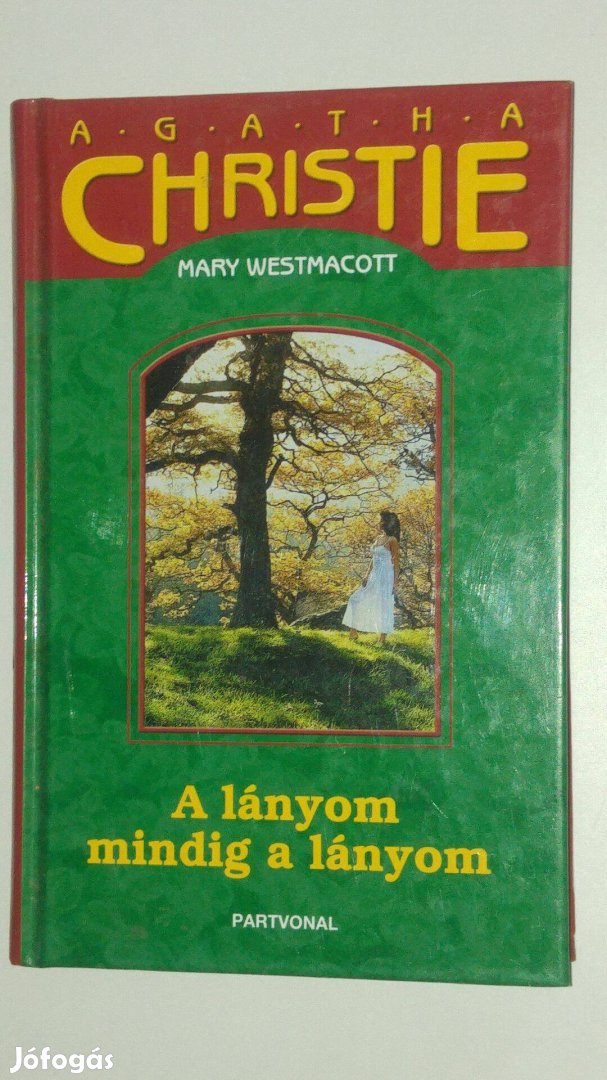 A·G·A·T·H·A
CHRISTIE
MARY WESTMACOTT
A lányom
mindig a lányom
PARTVONAL
Jófogás